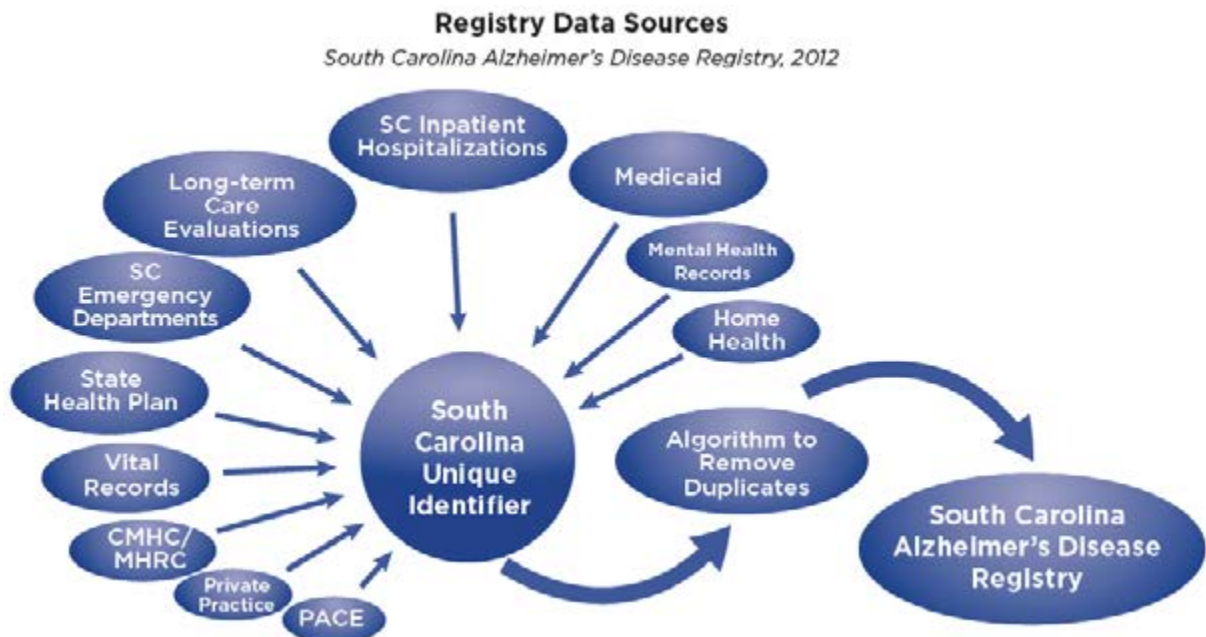 Registry Data Sources
South Carolina Alzheimer's Disease Registry, 2012
SC Inpatient
Hospitalizations
Medicaid
Long-term
Care
Evaluations
Mental Health
Records
SC
Emergency
Departments
Home
Health
State
Health Plan
South
Carolina
Unique
Identifier
Algorithm to
Remove
Duplicates
Vital
Records
South Carolina
Alzheimer's Disease
Registry
CMHC/
MHRC
Private
Practice
PACE